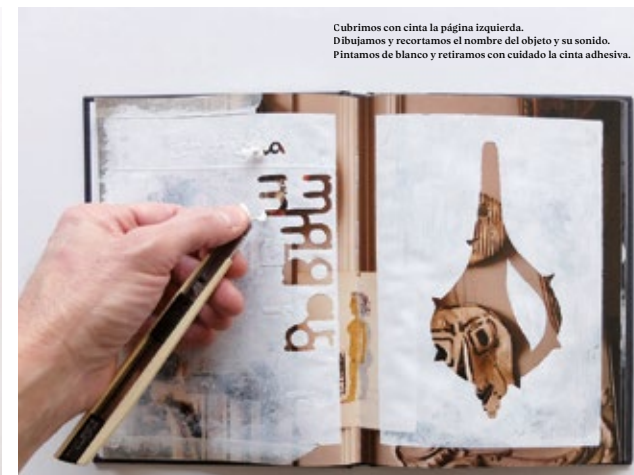 Cubrimos con cinta la página izquierda.
Dibujamos y recortamos el nombre del objeto y su sonido.
Pintamos de blanco y retiramos con cuidado la cinta adhesiva.